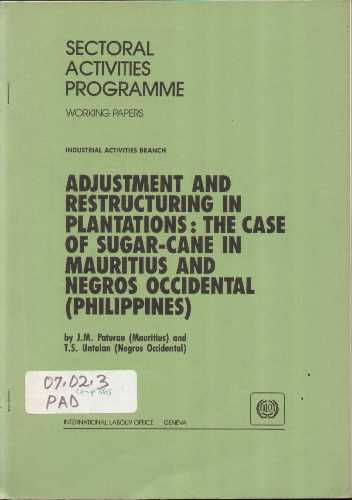 SECTORAL
ACTIVITIES
PROGRAMME
WORKING PAPERS
INDUSTRIAL ACTIVITIES BRANCH
ADJUSTMENT AND
RESTRUCTURING IN
PLANTATIONS: THE CASE
OF SUGAR-CANE IN
MAURITIUS AND
NEGROS OCCIDENTAL
(PHILIPPINES)
by J.M. Paturau (Mauritius) and
T.S. Untalan (Negros Occidental)
07.02.3
PAD
INTERNATIONAL LABOUR OFFICE GENEVA